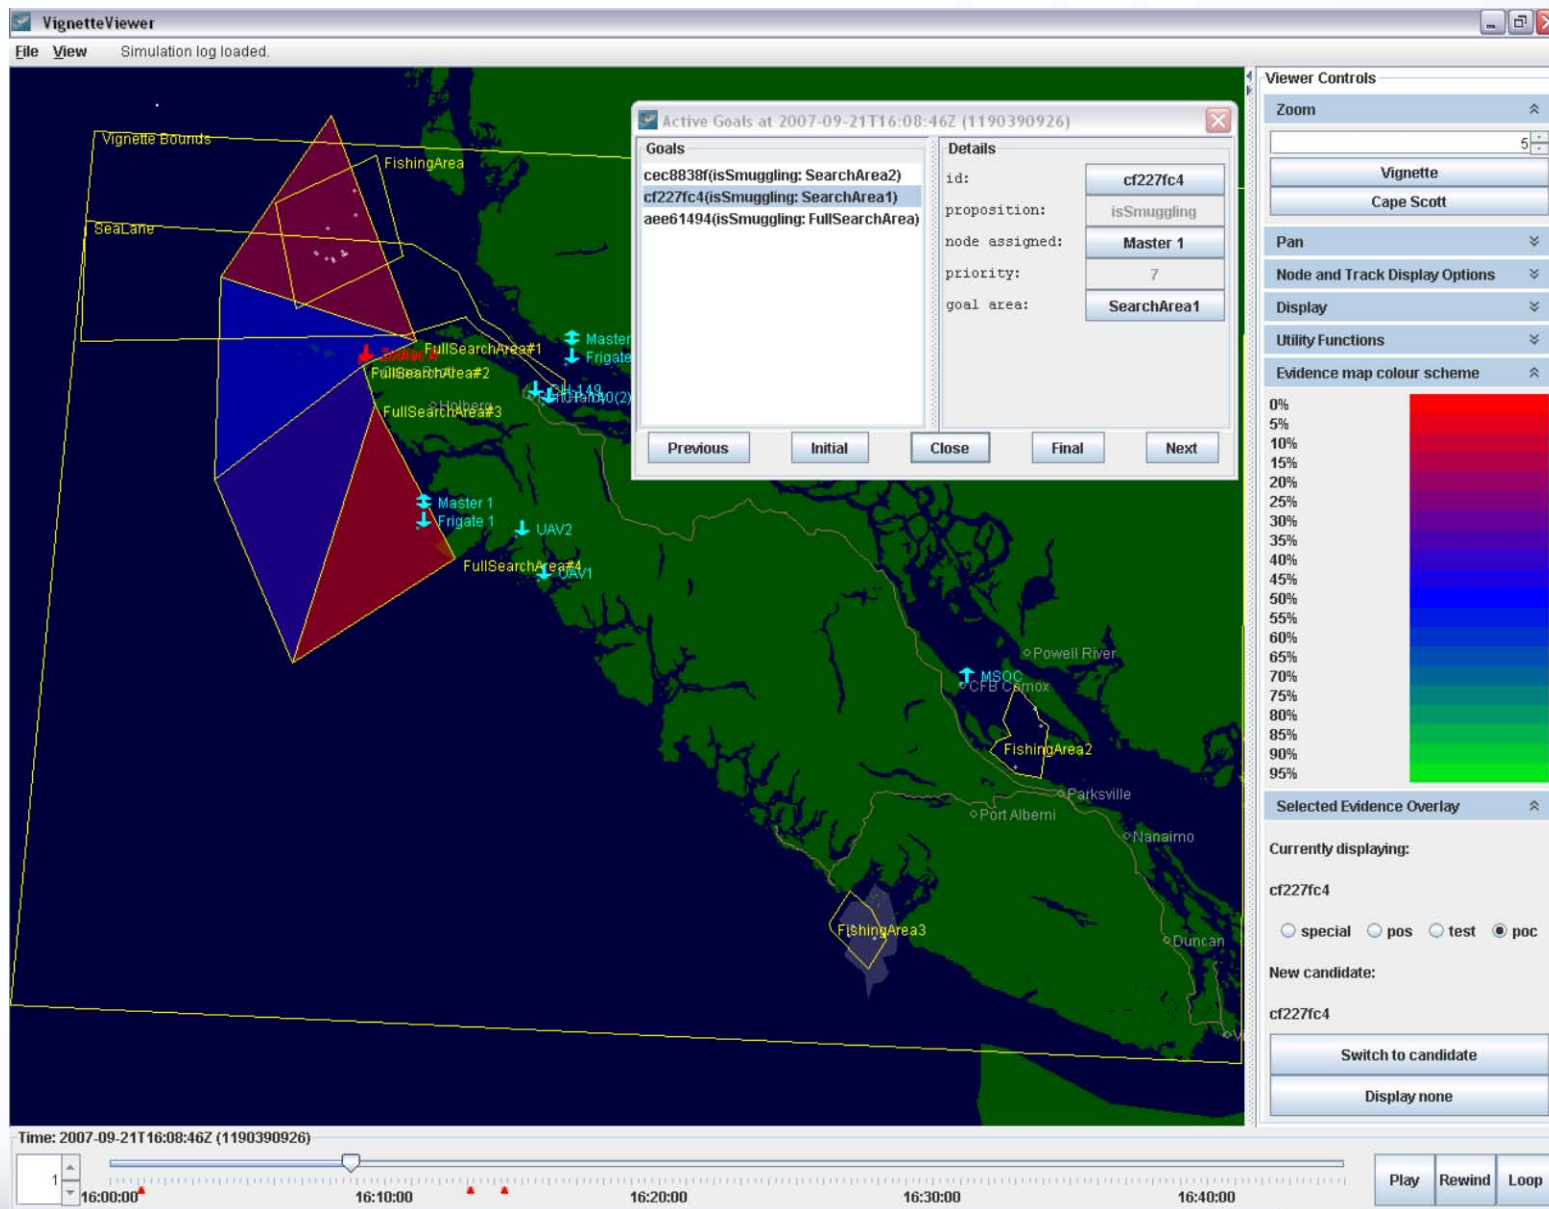 VignetteViewer
File View Simulation log loaded.
Vignette Bounds
FishingArea
SeaLane
FullSearchArea#1
Zodiac A
FullSearchArea#2
FullSearchArea#3
Holberg
Master
Frigate
CH-149
Master 1
Frigate 1
UAV2
FullSearchArea#4
UAV1
Powell River
MSOC
CFB Comox
FishingArea2
Parksville
Port Alberni
Nanaimo
FishingArea3
Duncan
Active Goals at 2007-09-21T16:08:46Z (1190390926)
Goals
cec8838f(isSmuggling: SearchArea2)
cf227fc4(isSmuggling: SearchArea1)
aee61494(isSmuggling: FullSearchArea)
Details
id: cf227fc4
proposition: isSmuggling
node assigned: Master 1
priority: 7
goal area: SearchArea1
Previous Initial Close Final Next
Viewer Controls
Zoom
5
Vignette
Cape Scott
Pan
Node and Track Display Options
Display
Utility Functions
Evidence map colour scheme
0%
5%
10%
15%
20%
25%
30%
35%
40%
45%
50%
55%
60%
65%
70%
75%
80%
85%
90%
95%
Selected Evidence Overlay
Currently displaying:
cf227fc4
special pos test poc
New candidate:
cf227fc4
Switch to candidate
Display none
Time: 2007-09-21T16:08:46Z (1190390926)
1
16:00:00 16:10:00 16:20:00 16:30:00 16:40:00
Play Rewind Loop